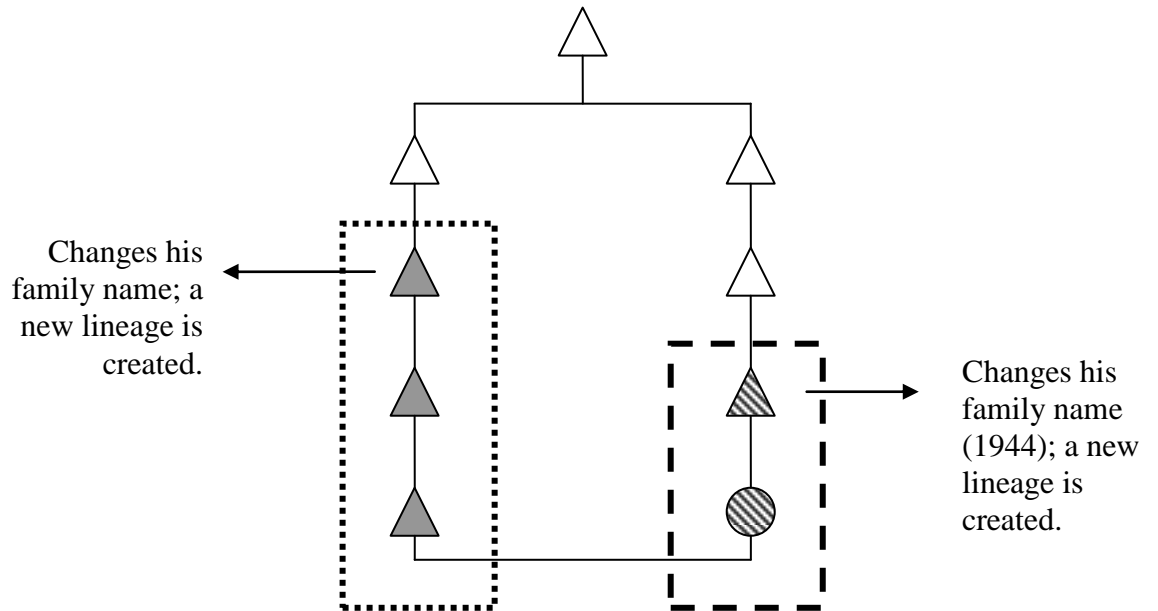 Changes his
family name; a
new lineage is
created.
Changes his
family name
(1944); a new
lineage is
created.